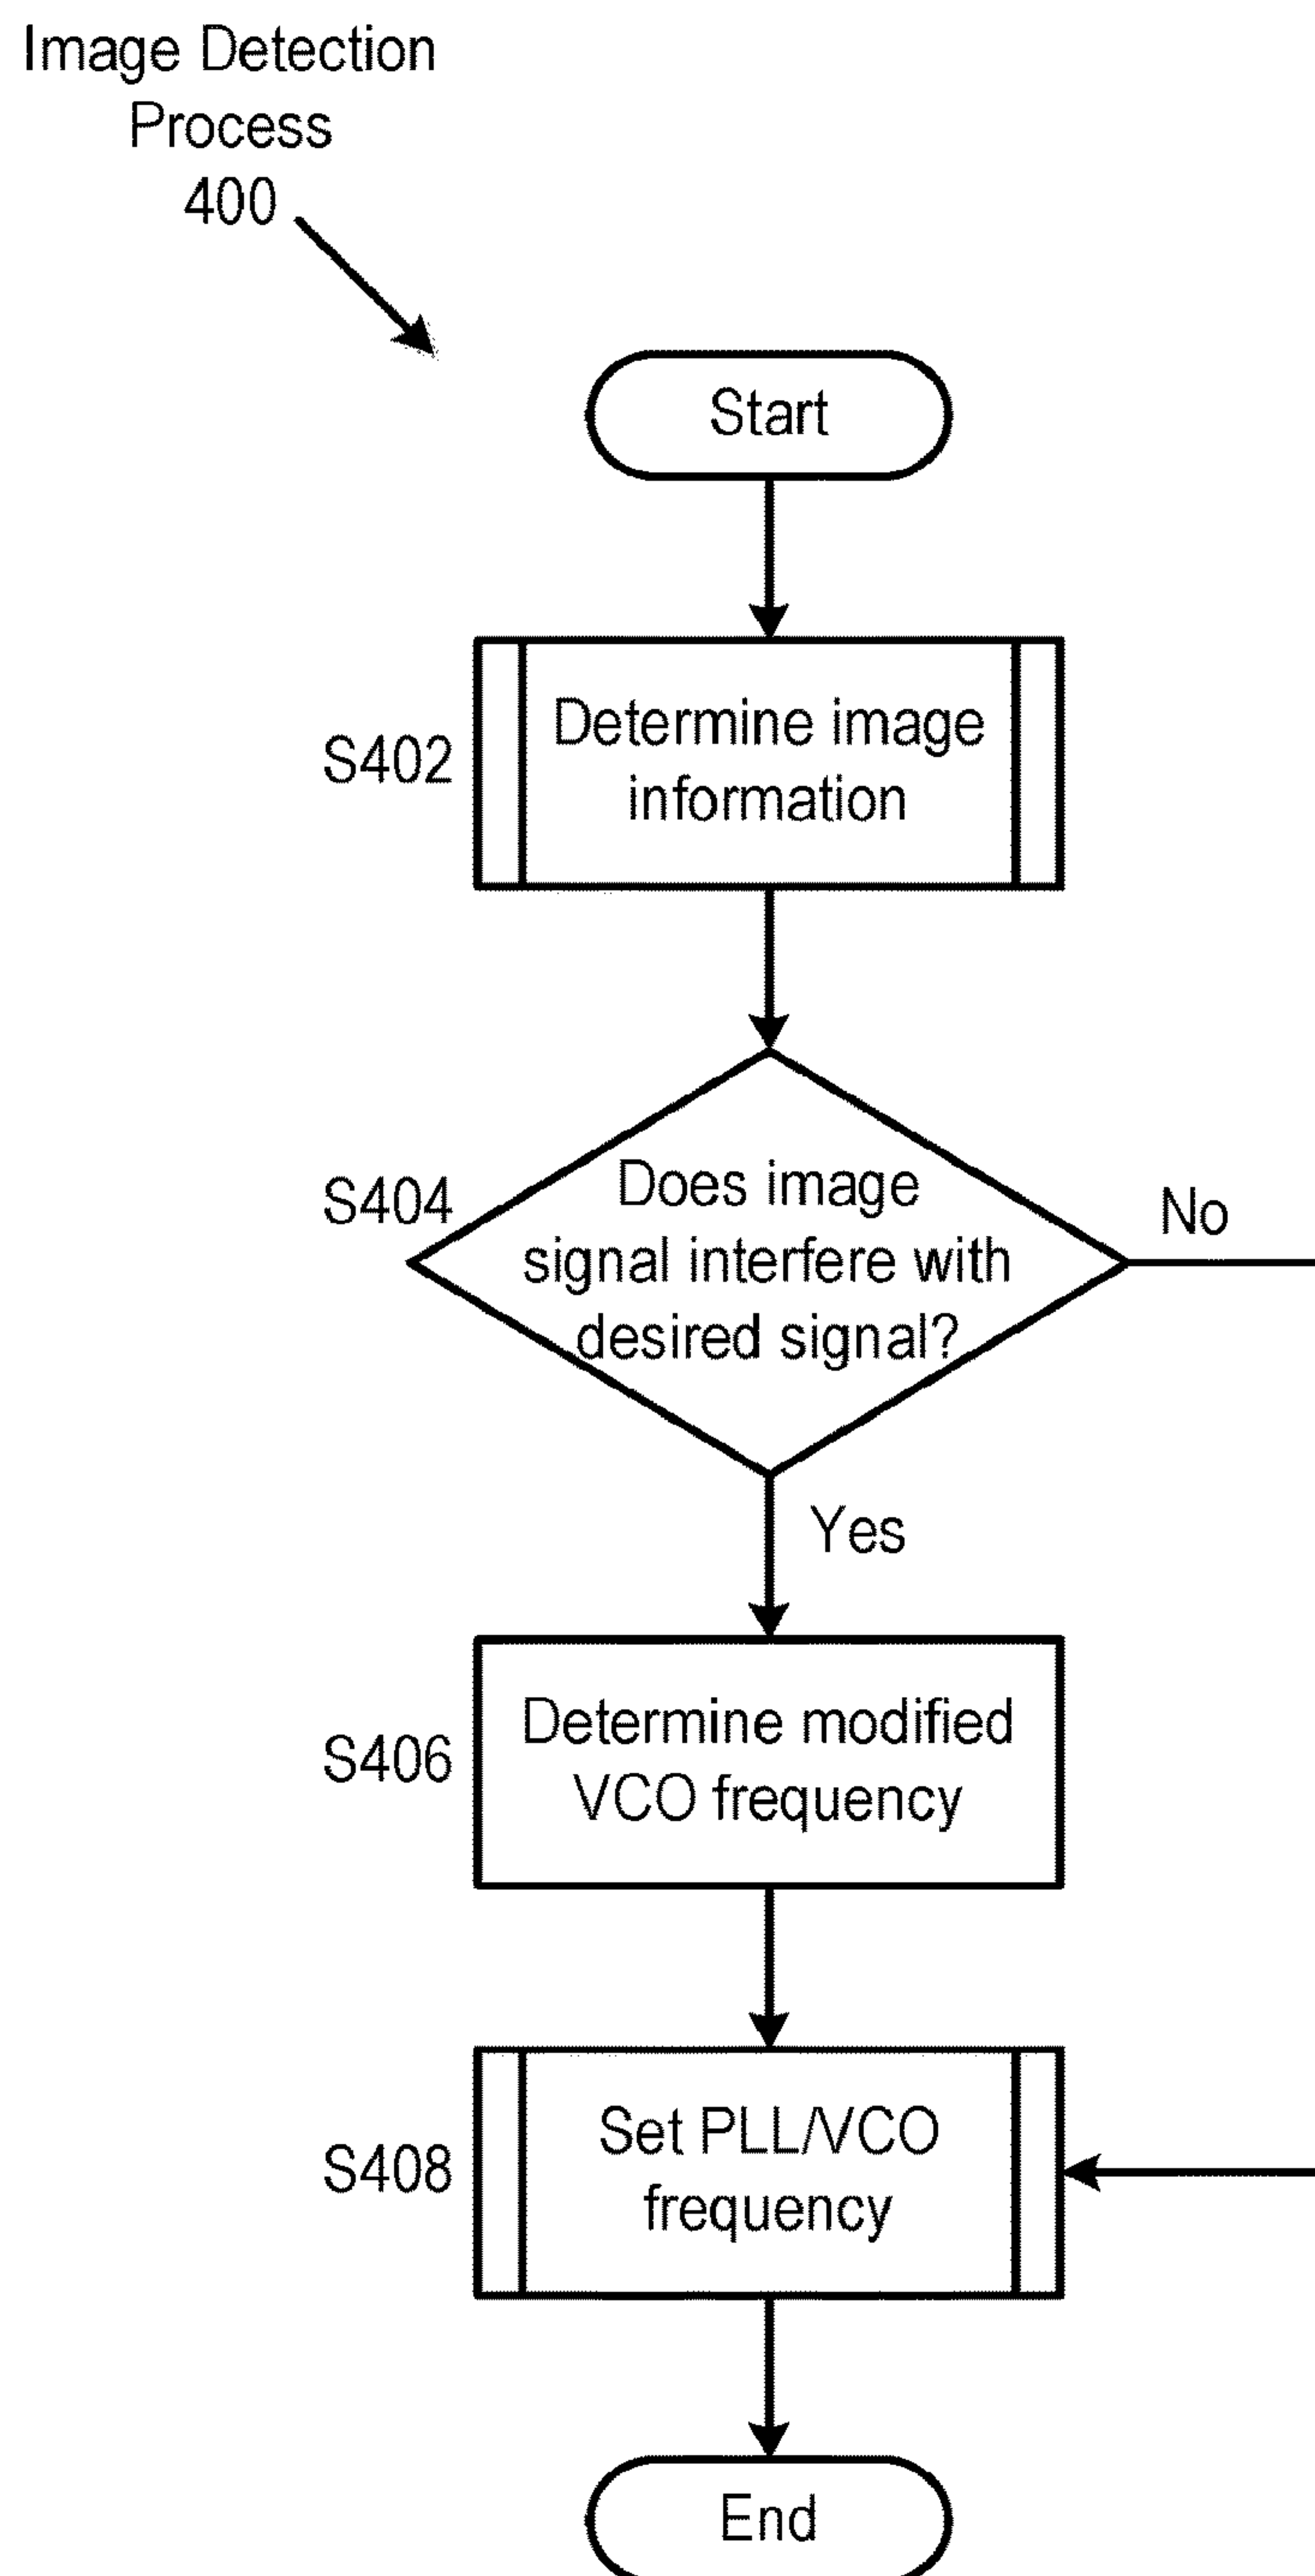 Image Detection
Process
400
Start
S402
Determine image
information
S404
Does image
signal interfere with
desired signal?
No
Yes
S406
Determine modified
VCO frequency
S408
Set PLL/VCO
frequency
End